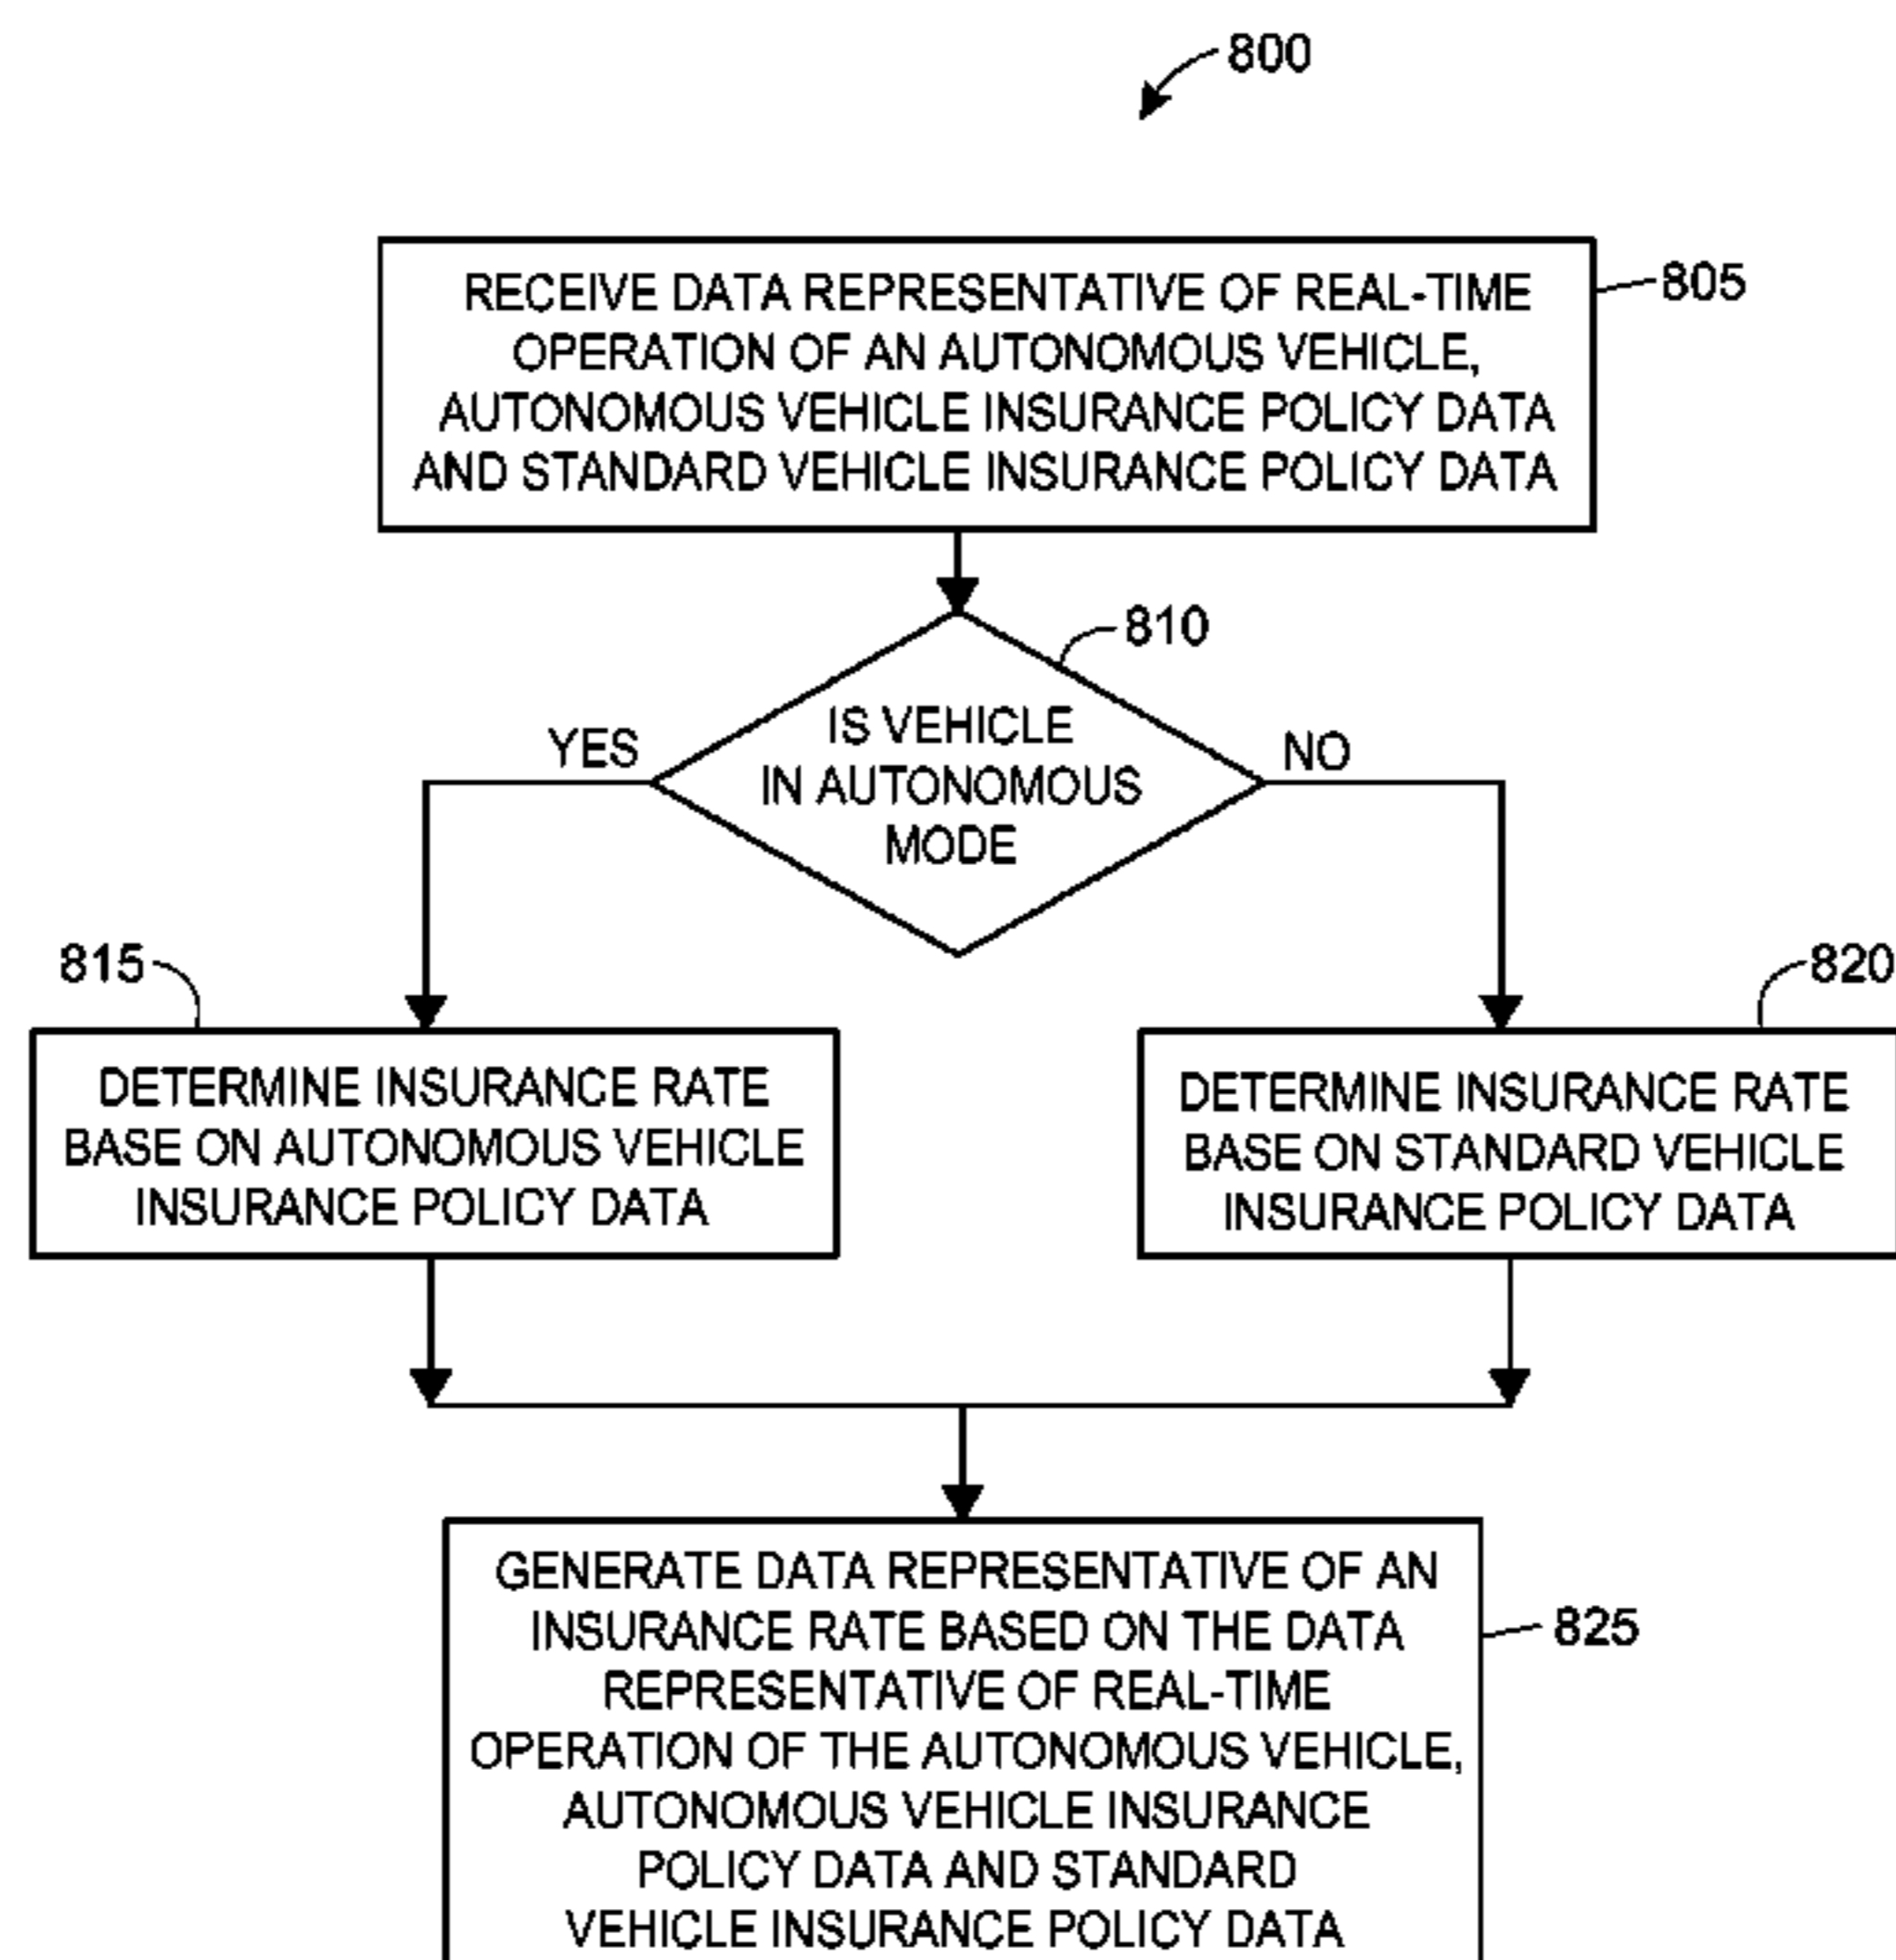 800
RECEIVE DATA REPRESENTATIVE OF REAL-TIME
OPERATION OF AN AUTONOMOUS VEHICLE,
AUTONOMOUS VEHICLE INSURANCE POLICY DATA
AND STANDARD VEHICLE INSURANCE POLICY DATA
805
810
IS VEHICLE
IN AUTONOMOUS
MODE
YES
NO
815
DETERMINE INSURANCE RATE
BASE ON AUTONOMOUS VEHICLE
INSURANCE POLICY DATA
820
DETERMINE INSURANCE RATE
BASE ON STANDARD VEHICLE
INSURANCE POLICY DATA
GENERATE DATA REPRESENTATIVE OF AN
INSURANCE RATE BASED ON THE DATA
REPRESENTATIVE OF REAL-TIME
OPERATION OF THE AUTONOMOUS VEHICLE,
AUTONOMOUS VEHICLE INSURANCE
POLICY DATA AND STANDARD
VEHICLE INSURANCE POLICY DATA
825